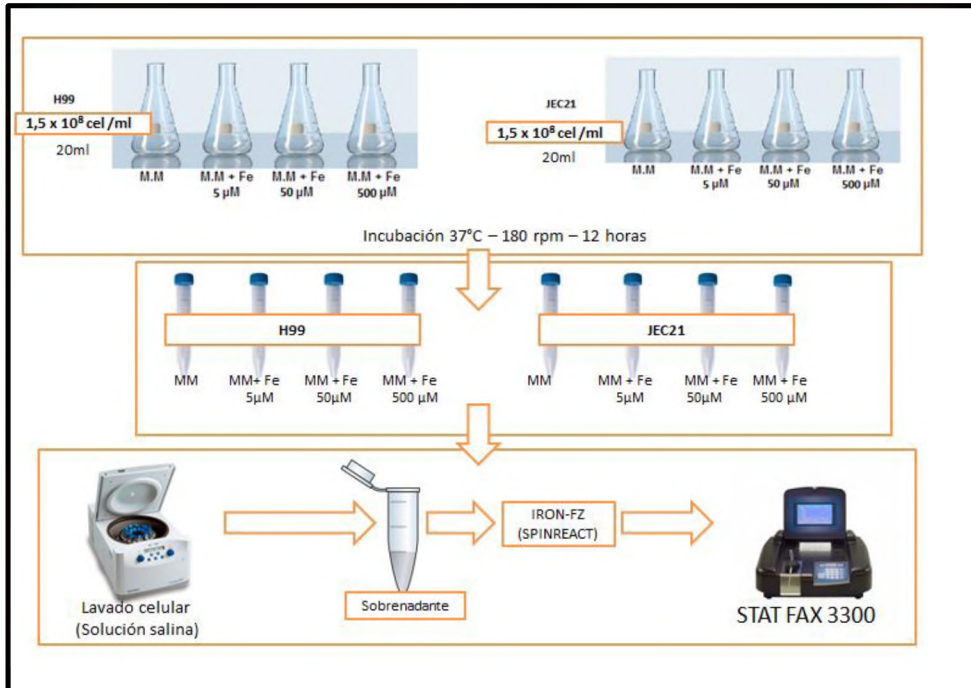 H99
1,5 x 10⁸ cel /ml
20ml
M.M
M.M + Fe
5 µM
M.M + Fe
50 µM
M.M + Fe
500 µM
JEC21
1,5 x 10⁸ cel /ml
20ml
M.M
M.M + Fe
5 µM
M.M + Fe
50 µM
M.M + Fe
500 µM
Incubación 37°C – 180 rpm – 12 horas
H99
MM
MM+ Fe
5µM
MM + Fe
50µM
MM + Fe
500 µM
JEC21
MM
MM + Fe
5µM
MM + Fe
50µM
MM + Fe
500 µM
Lavado celular
(Solución salina)
Sobrenadante
IRON-FZ
(SPINREACT)
STAT FAX 3300